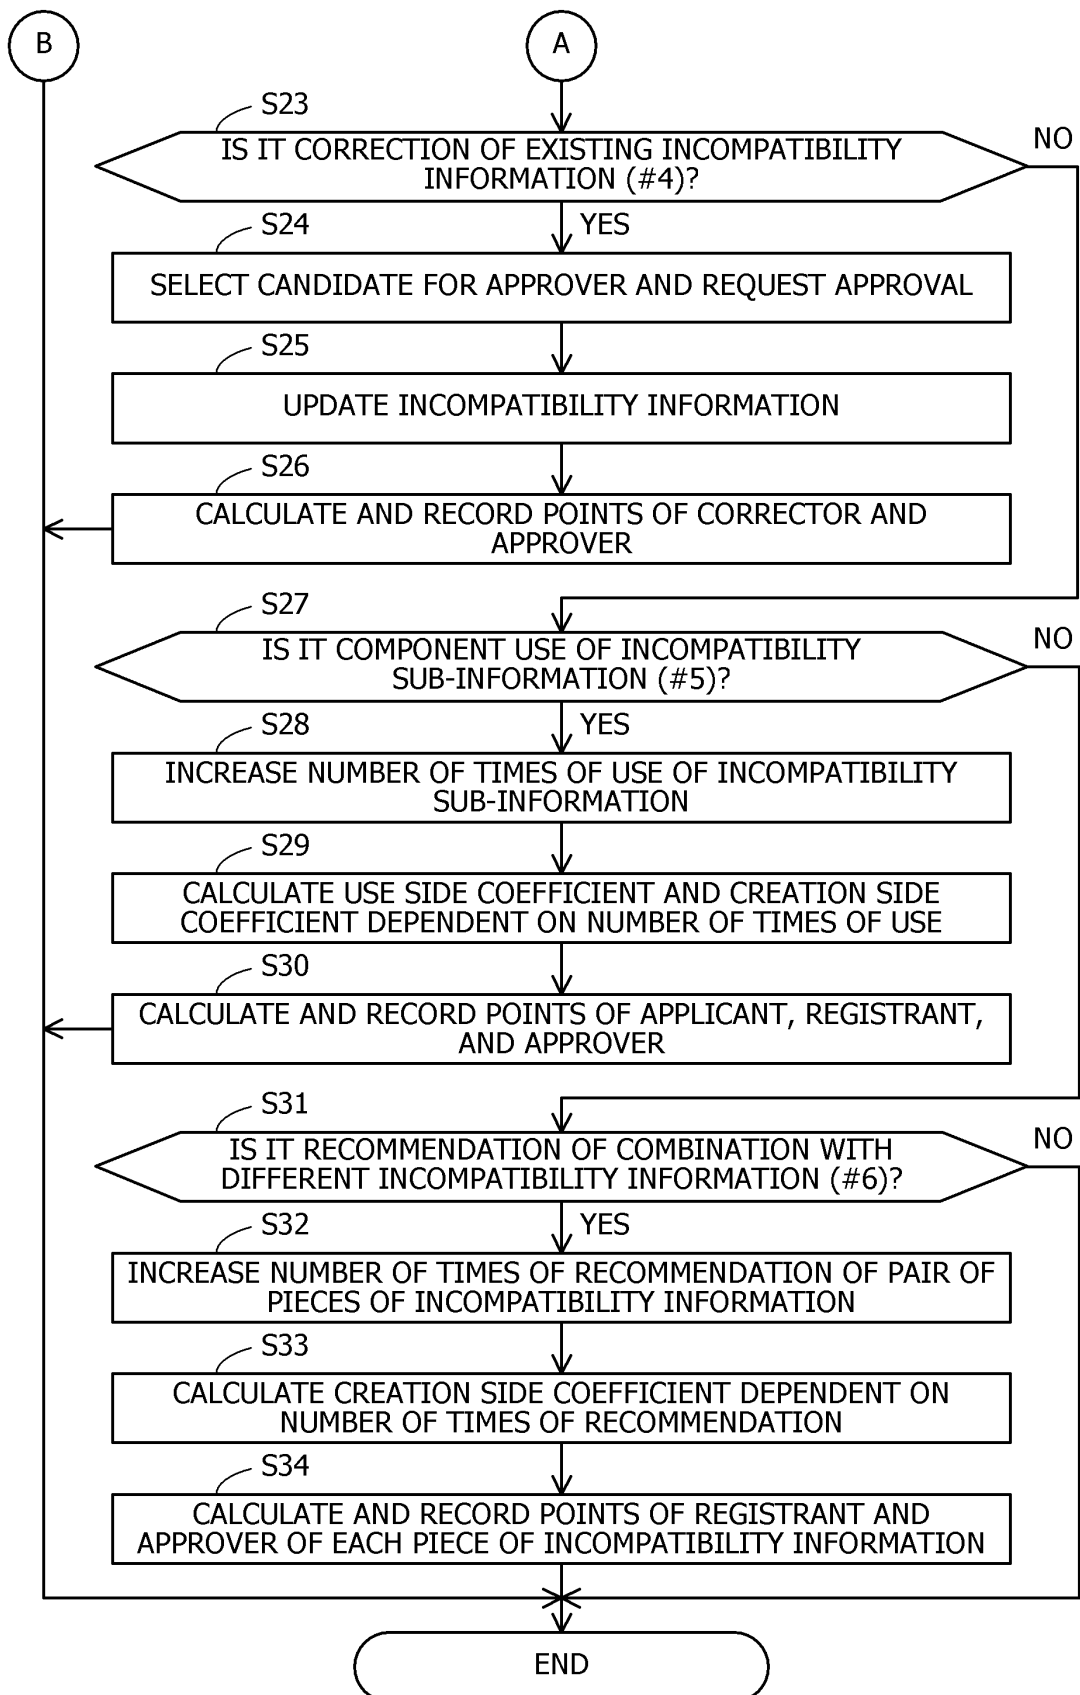 B
A
S23
IS IT CORRECTION OF EXISTING INCOMPATIBILITY
INFORMATION (#4)?
NO
YES
S24
SELECT CANDIDATE FOR APPROVER AND REQUEST APPROVAL
S25
UPDATE INCOMPATIBILITY INFORMATION
S26
CALCULATE AND RECORD POINTS OF CORRECTOR AND
APPROVER
S27
IS IT COMPONENT USE OF INCOMPATIBILITY
SUB-INFORMATION (#5)?
NO
YES
S28
INCREASE NUMBER OF TIMES OF USE OF INCOMPATIBILITY
SUB-INFORMATION
S29
CALCULATE USE SIDE COEFFICIENT AND CREATION SIDE
COEFFICIENT DEPENDENT ON NUMBER OF TIMES OF USE
S30
CALCULATE AND RECORD POINTS OF APPLICANT, REGISTRANT,
AND APPROVER
S31
IS IT RECOMMENDATION OF COMBINATION WITH
DIFFERENT INCOMPATIBILITY INFORMATION (#6)?
NO
YES
S32
INCREASE NUMBER OF TIMES OF RECOMMENDATION OF PAIR OF
PIECES OF INCOMPATIBILITY INFORMATION
S33
CALCULATE CREATION SIDE COEFFICIENT DEPENDENT ON
NUMBER OF TIMES OF RECOMMENDATION
S34
CALCULATE AND RECORD POINTS OF REGISTRANT AND
APPROVER OF EACH PIECE OF INCOMPATIBILITY INFORMATION
END